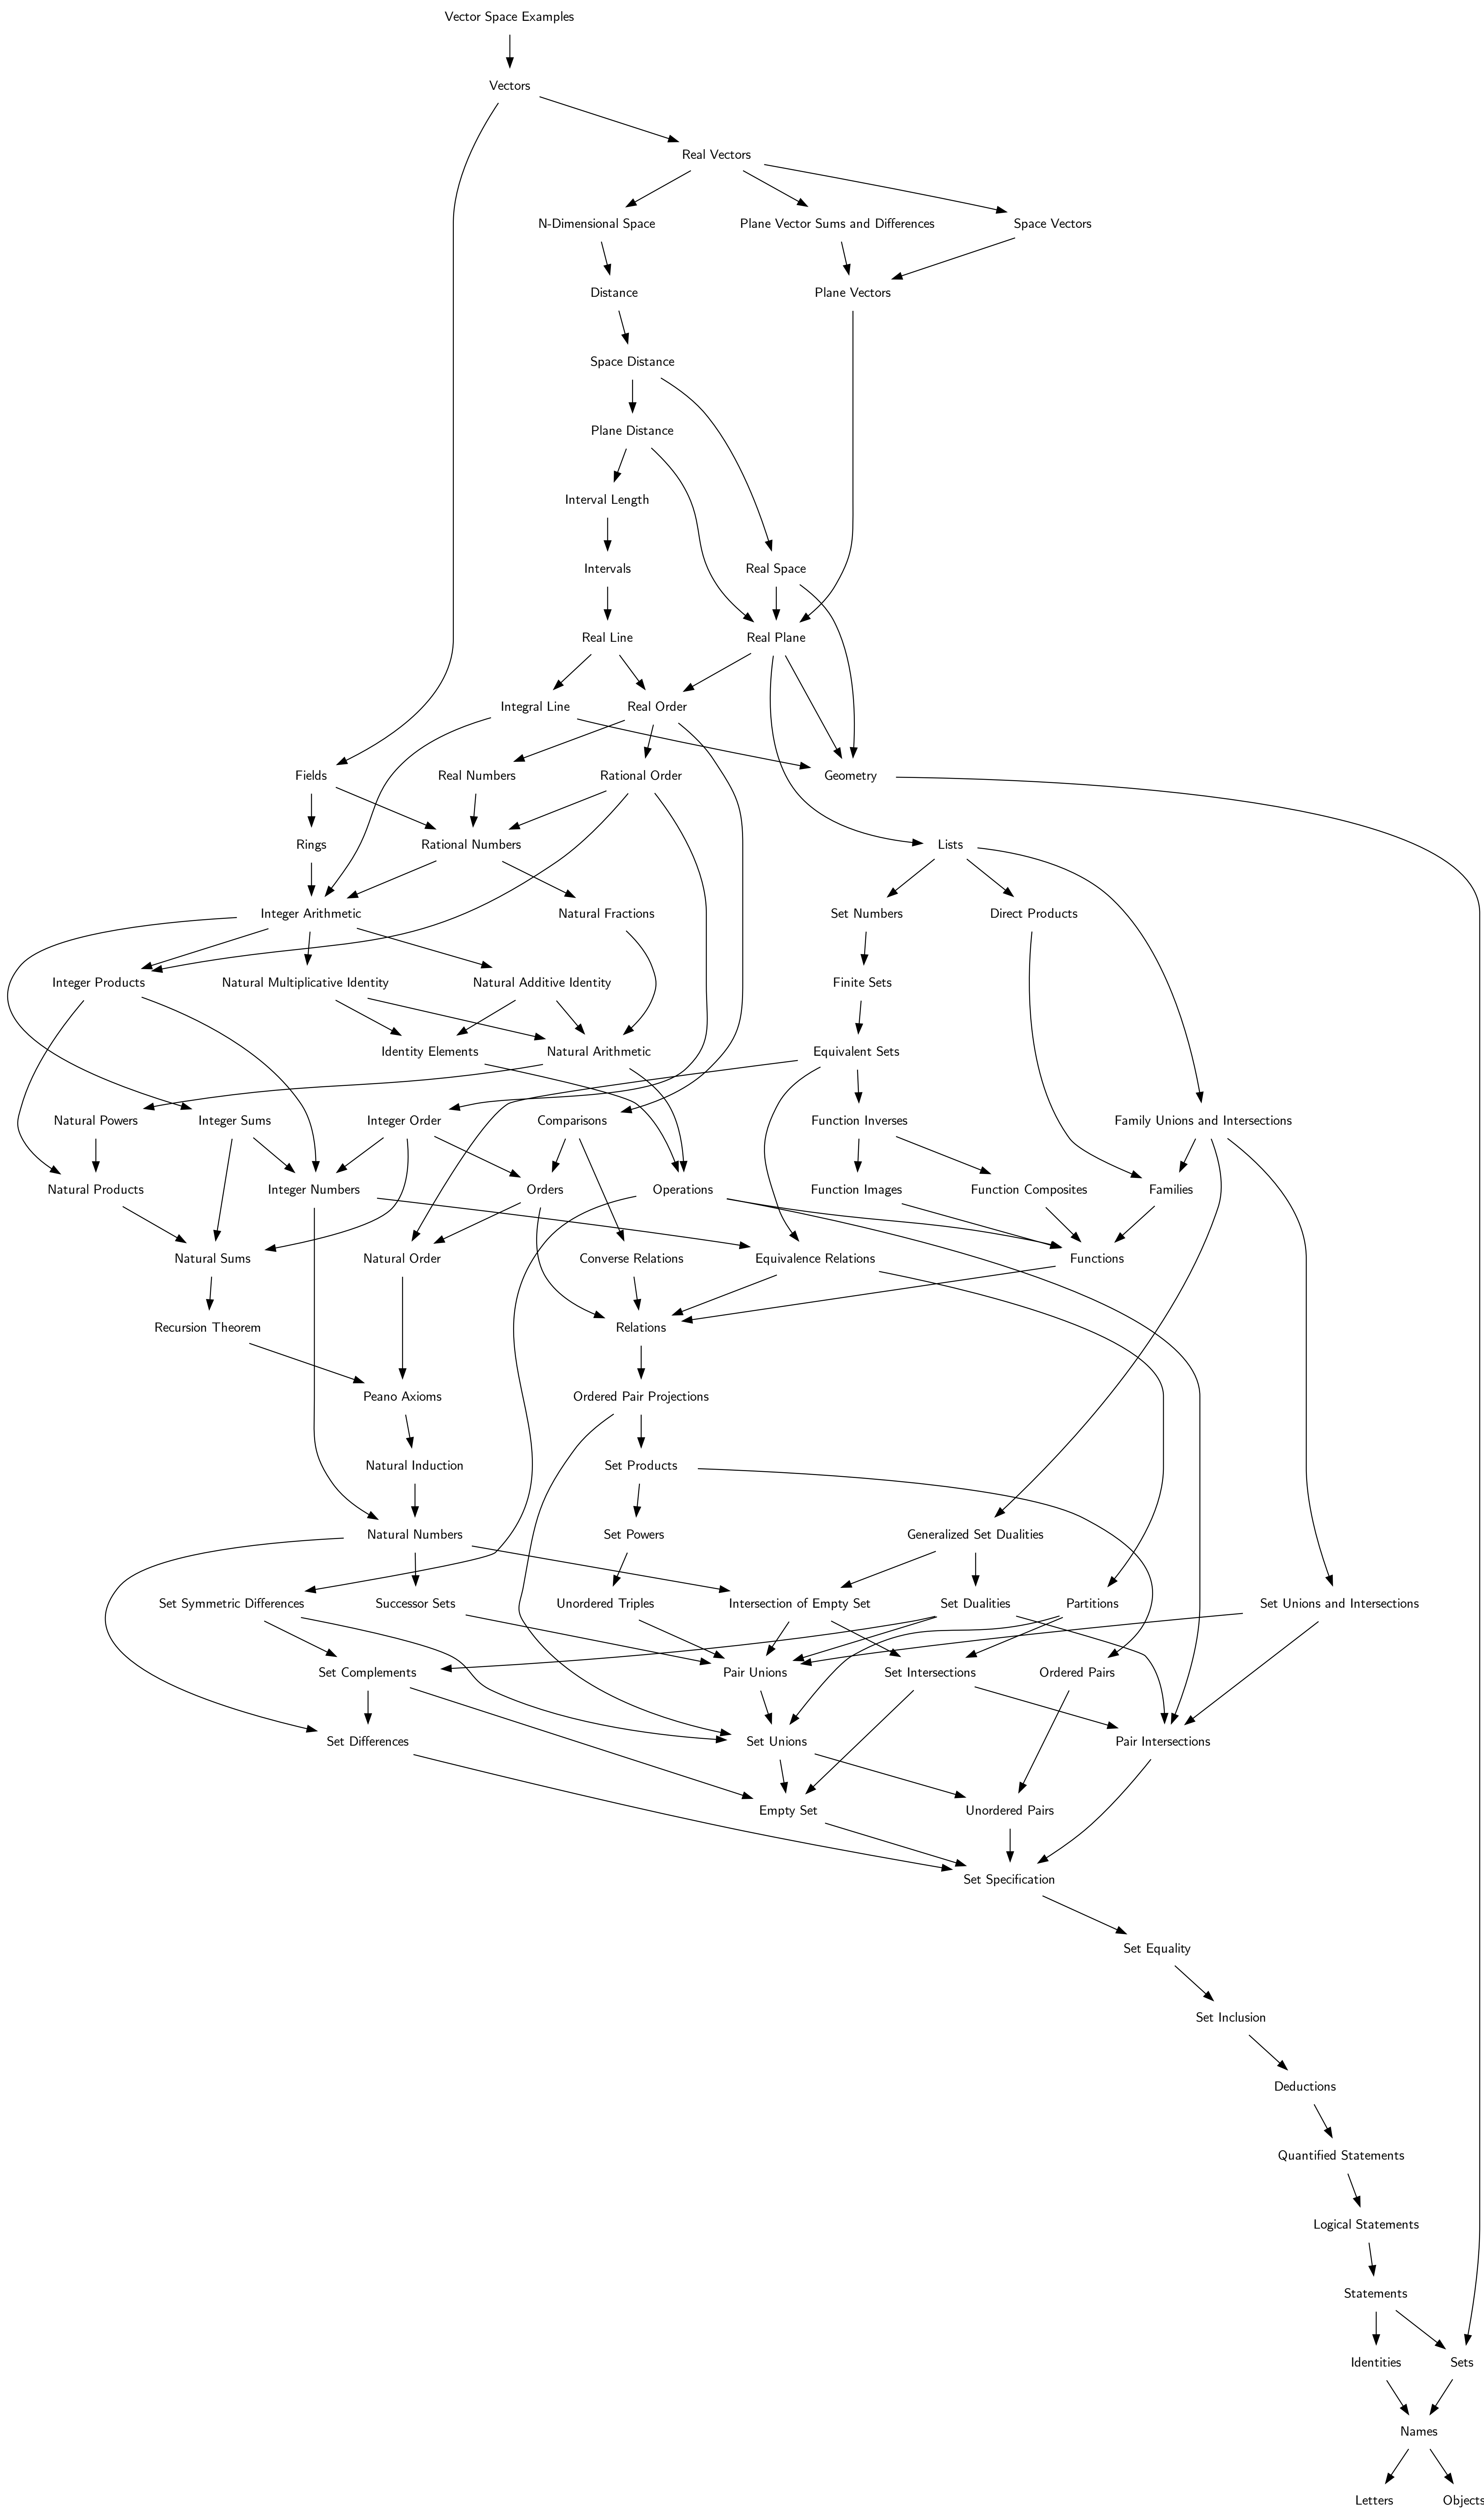 Vector Space Examples
Vectors
Real Vectors
N-Dimensional Space
Plane Vector Sums and Differences
Space Vectors
Distance
Plane Vectors
Space Distance
Plane Distance
Interval Length
Intervals
Real Space
Real Line
Real Plane
Integral Line
Real Order
Fields
Real Numbers
Rational Order
Geometry
Rings
Rational Numbers
Lists
Integer Arithmetic
Natural Fractions
Set Numbers
Direct Products
Integer Products
Natural Multiplicative Identity
Natural Additive Identity
Finite Sets
Identity Elements
Natural Arithmetic
Equivalent Sets
Natural Powers
Integer Sums
Integer Order
Comparisons
Function Inverses
Family Unions and Intersections
Natural Products
Integer Numbers
Orders
Operations
Function Images
Function Composites
Families
Natural Sums
Natural Order
Converse Relations
Equivalence Relations
Functions
Recursion Theorem
Relations
Peano Axioms
Ordered Pair Projections
Natural Induction
Set Products
Natural Numbers
Set Powers
Generalized Set Dualities
Set Symmetric Differences
Successor Sets
Unordered Triples
Intersection of Empty Set
Set Dualities
Partitions
Set Unions and Intersections
Set Complements
Pair Unions
Set Intersections
Ordered Pairs
Set Differences
Set Unions
Pair Intersections
Empty Set
Unordered Pairs
Set Specification
Set Equality
Set Inclusion
Deductions
Quantified Statements
Logical Statements
Statements
Identities
Sets
Names
Letters
Objects